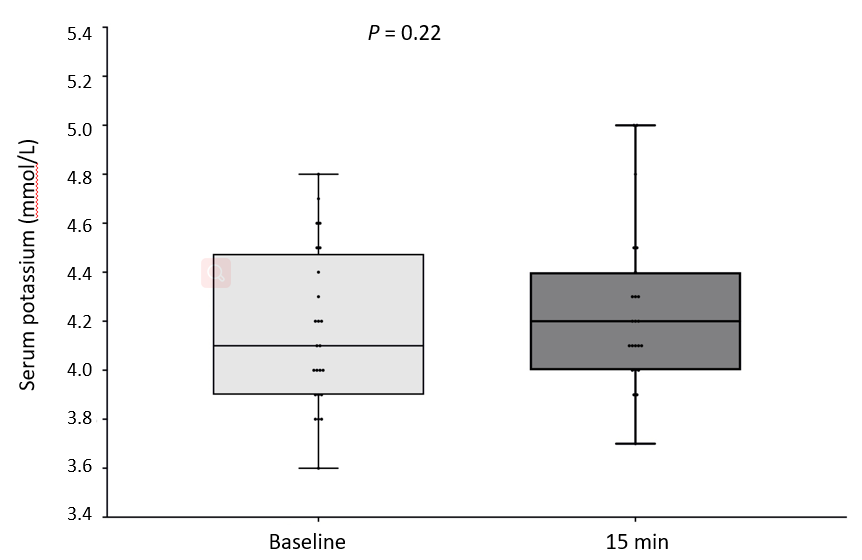 P = 0.22
5.4
5.2
5.0
4.8
4.6
4.4
4.2
4.0
3.8
3.6
3.4
Serum potassium (mmol/L)
Baseline
15 min